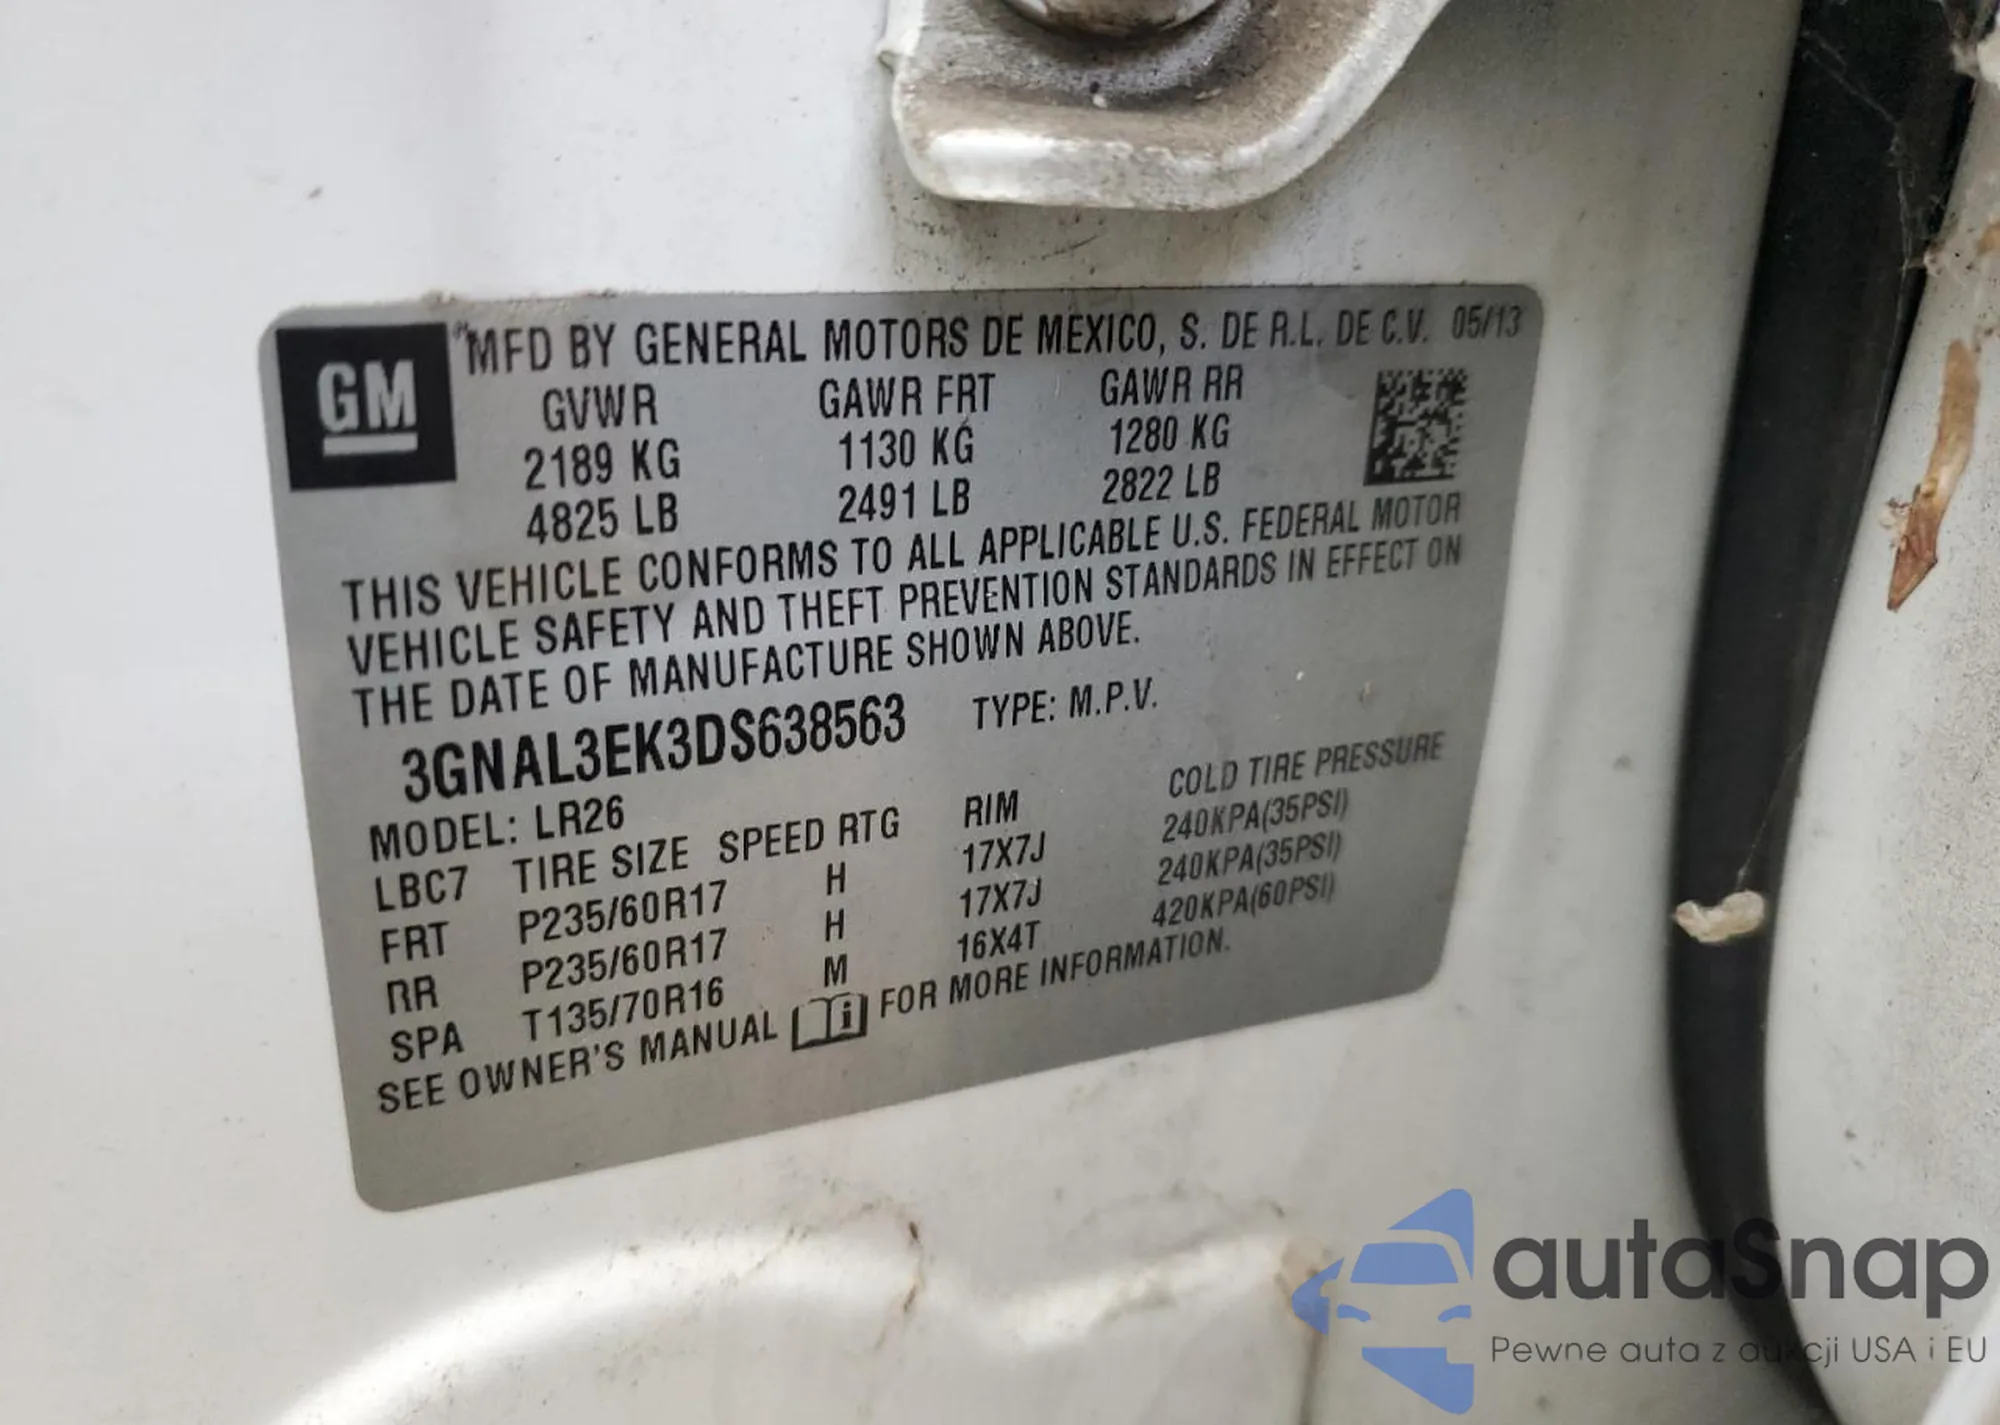 GM
MFD BY GENERAL MOTORS DE MEXICO, S. DE R.L. DE C.V. 05/13
GVWR GAWR FRT GAWR RR
2189 KG 1130 KG 1280 KG
4825 LB 2491 LB 2822 LB
THIS VEHICLE CONFORMS TO ALL APPLICABLE U.S. FEDERAL MOTOR
VEHICLE SAFETY AND THEFT PREVENTION STANDARDS IN EFFECT ON
THE DATE OF MANUFACTURE SHOWN ABOVE.
3GNAL3EK3DS638563 TYPE: M.P.V.
MODEL: LR26
LBC7 TIRE SIZE SPEED RTG RIM COLD TIRE PRESSURE
FRT P235/60R17 H 17X7J 240KPA(35PSI)
RR P235/60R17 H 17X7J 240KPA(35PSI)
SPA T135/70R16 M 16X4T 420KPA(60PSI)
SEE OWNER'S MANUAL FOR MORE INFORMATION.
autaSnap
Pewne auta z aukcji USA i EU